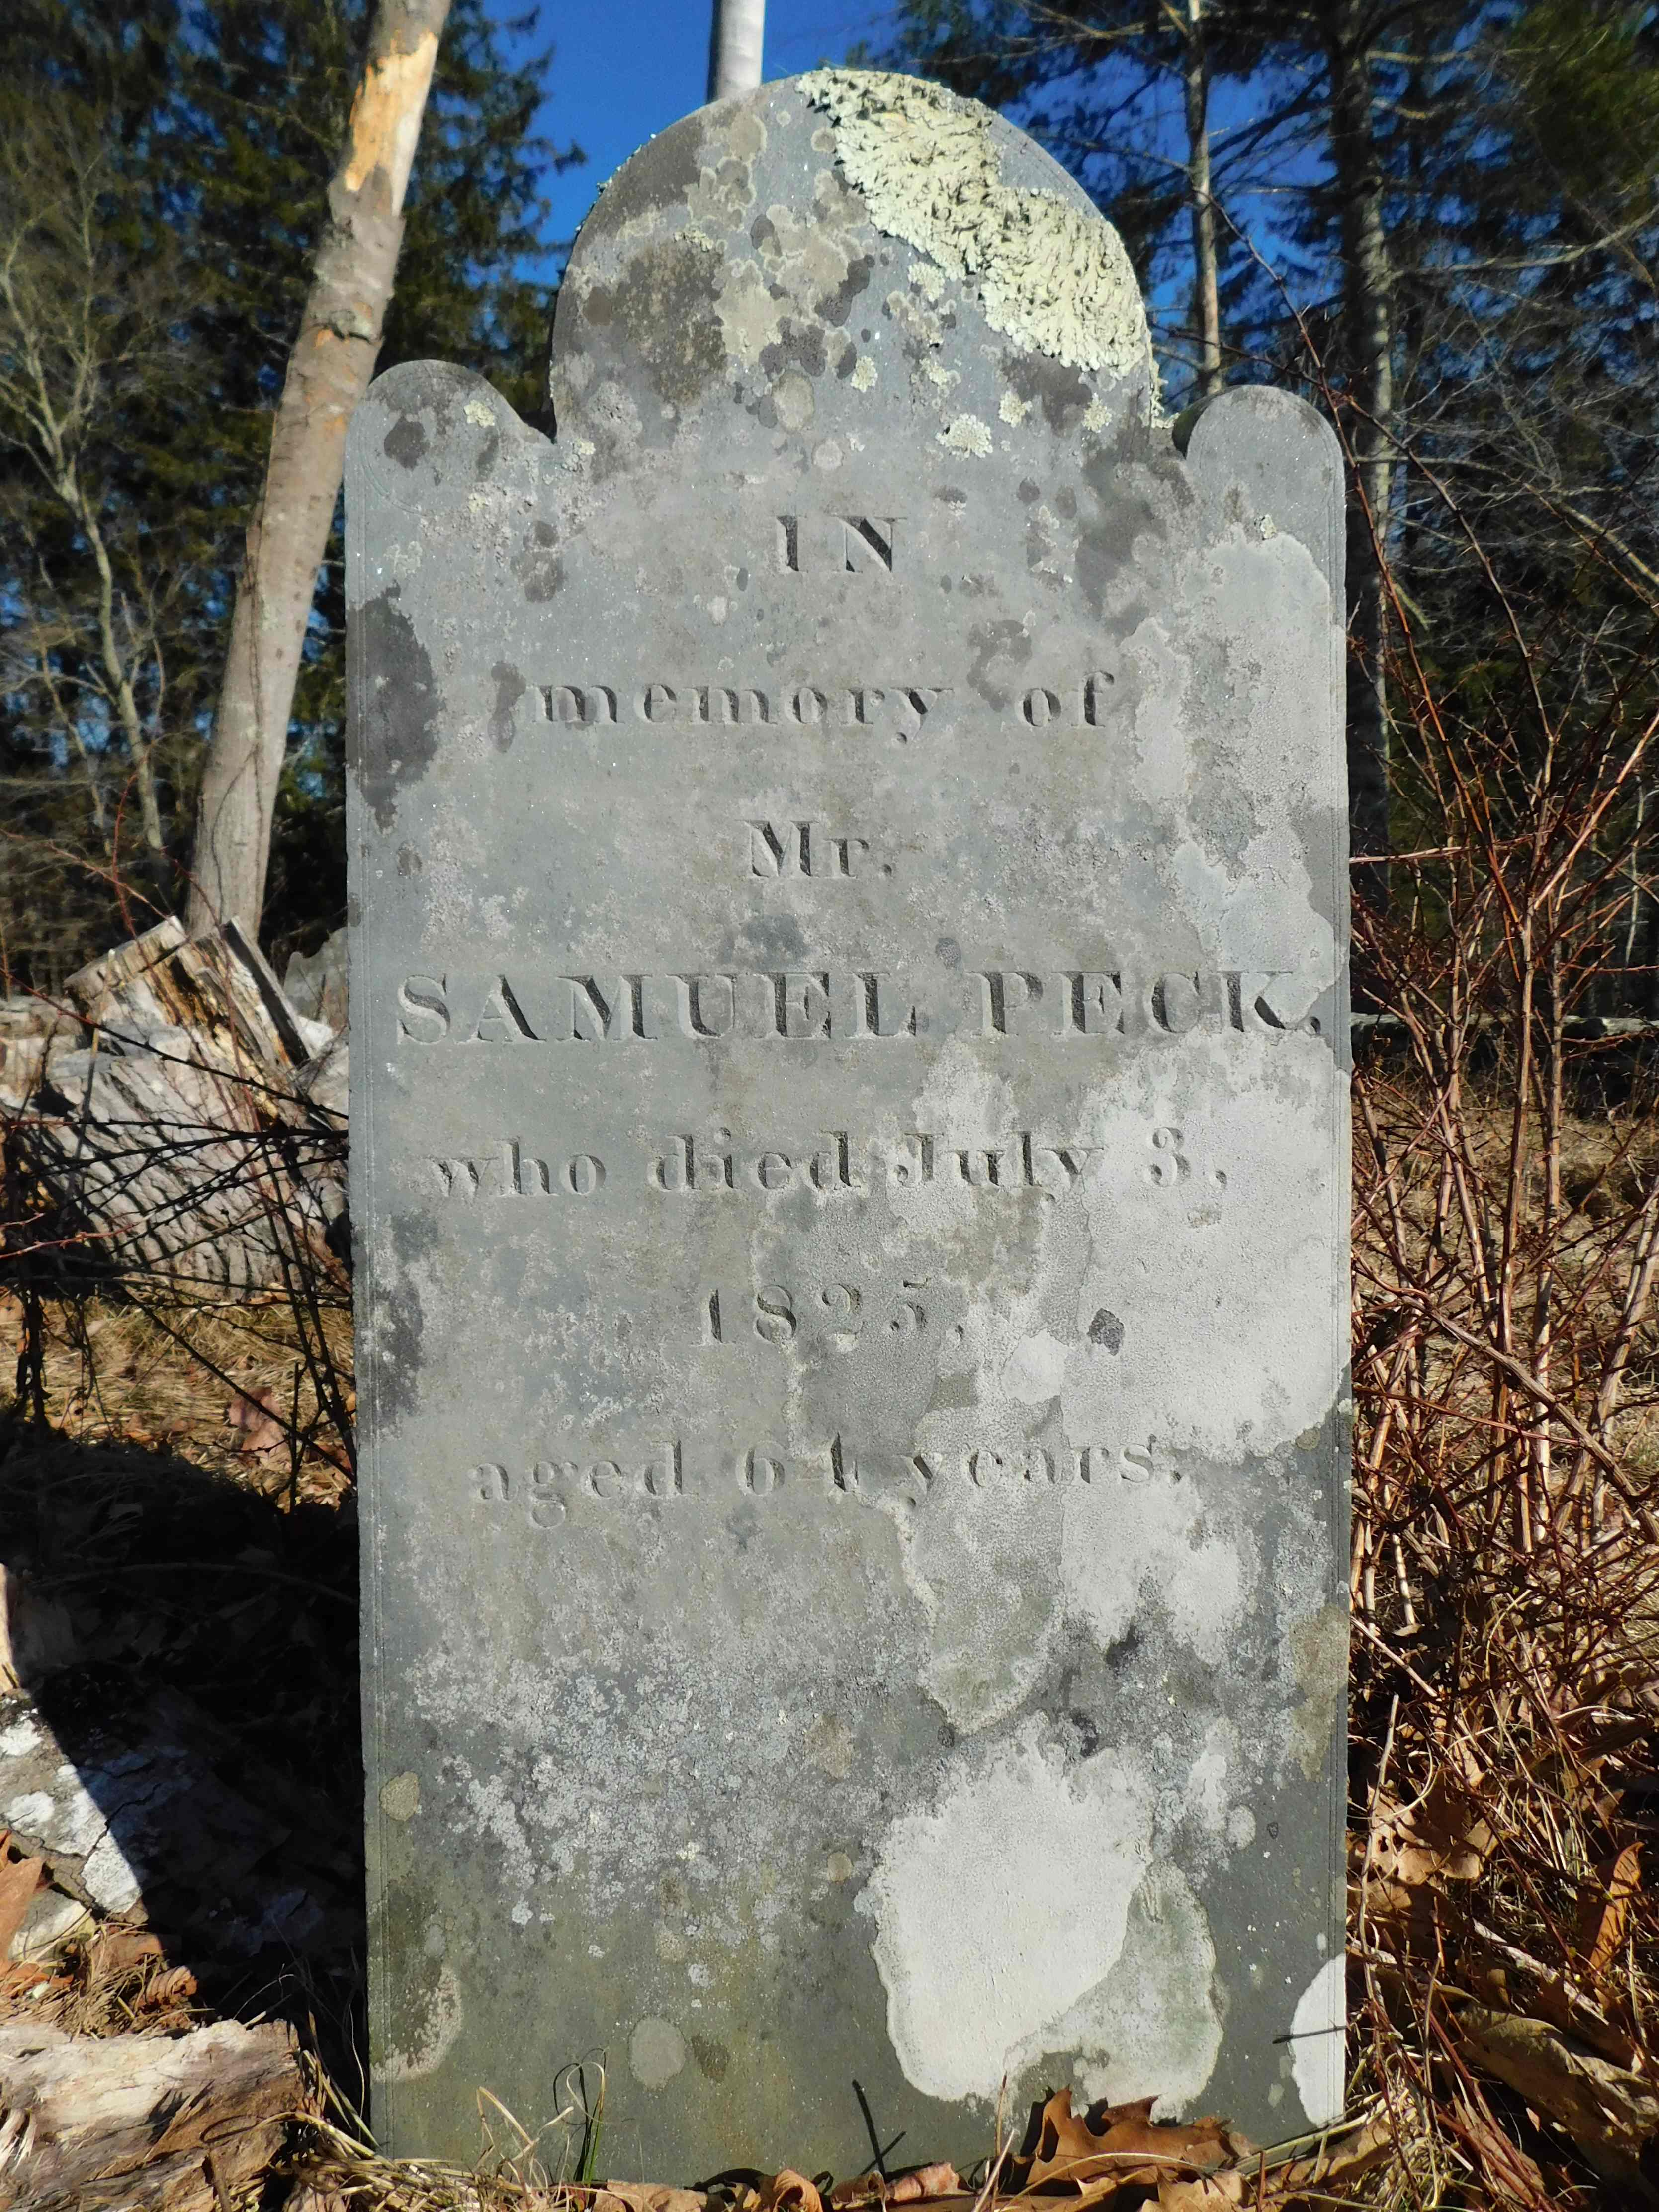 IN
memory of
Mr.
SAMUEL PECK,
who died July 3,
1825,
aged 64 years.